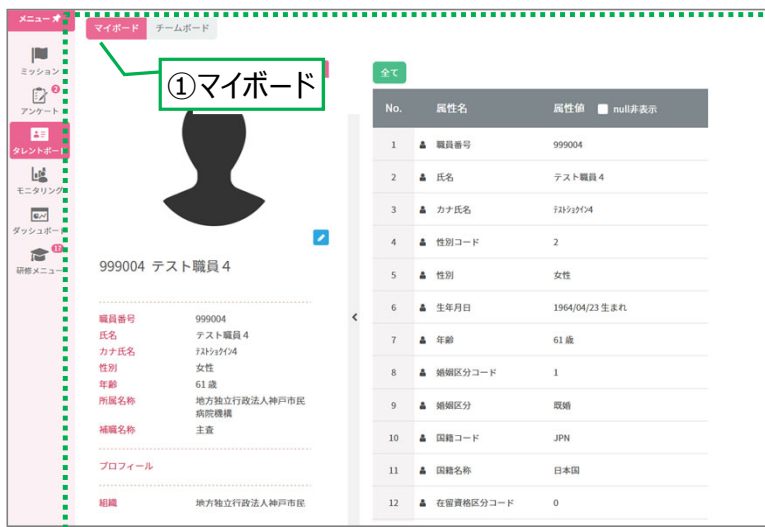 メニュー
マイボード チームボード
①マイボード
ミッション
2
アンケート
タレントボード
モニタリング
ダッシュボード
17
研修メニュー
999004 テスト職員4
職員番号 999004
氏名 テスト職員4
カナ氏名 ﾃｽﾄｼｮｸｲﾝ4
性別 女性
年齢 61 歳
所属名称 地方独立行政法人神戸市民
病院機構
補職名称 主査
プロフィール
組織 地方独立行政法人神戸市民
全て
No. 属性名 属性値 null非表示
1 職員番号 999004
2 氏名 テスト職員4
3 カナ氏名 ﾃｽﾄｼｮｸｲﾝ4
4 性別コード 2
5 性別 女性
6 生年月日 1964/04/23 生まれ
7 年齢 61 歳
8 婚姻区分コード 1
9 婚姻区分 既婚
10 国籍コード JPN
11 国籍名称 日本国
12 在留資格区分コード 0